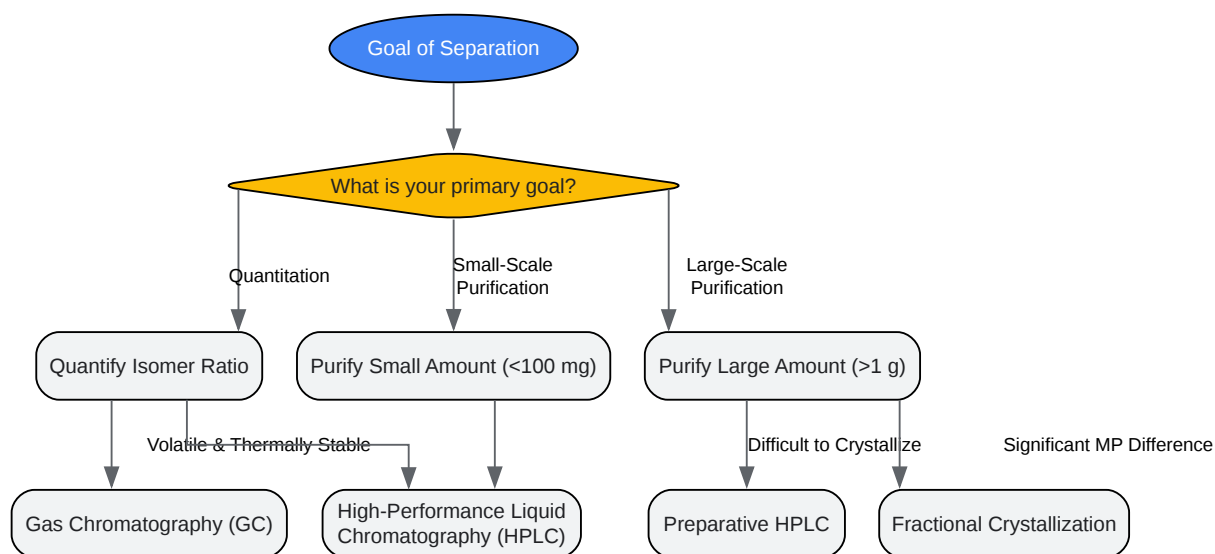 Goal of Separation
What is your primary goal?
Quantitation
Small-Scale
Purification
Large-Scale
Purification
Quantify Isomer Ratio
Purify Small Amount (<100 mg)
Purify Large Amount (>1 g)
Volatile & Thermally Stable
Difficult to Crystallize
Significant MP Difference
Gas Chromatography (GC)
High-Performance Liquid
Chromatography (HPLC)
Preparative HPLC
Fractional Crystallization